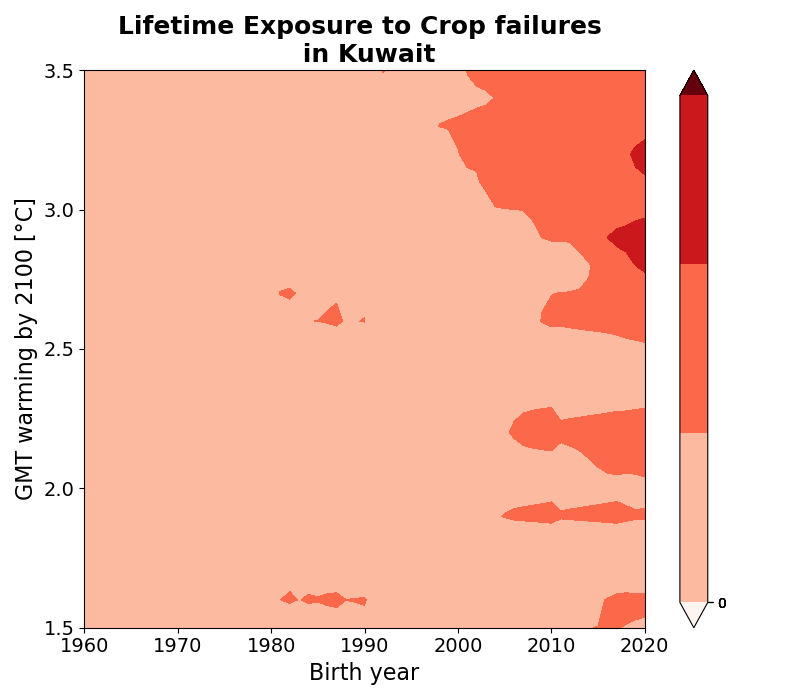 Lifetime Exposure to Crop failures
in Kuwait
3.5
3.0
2.5
2.0
1.5
GMT warming by 2100 [°C]
1960 1970 1980 1990 2000 2010 2020
Birth year
0